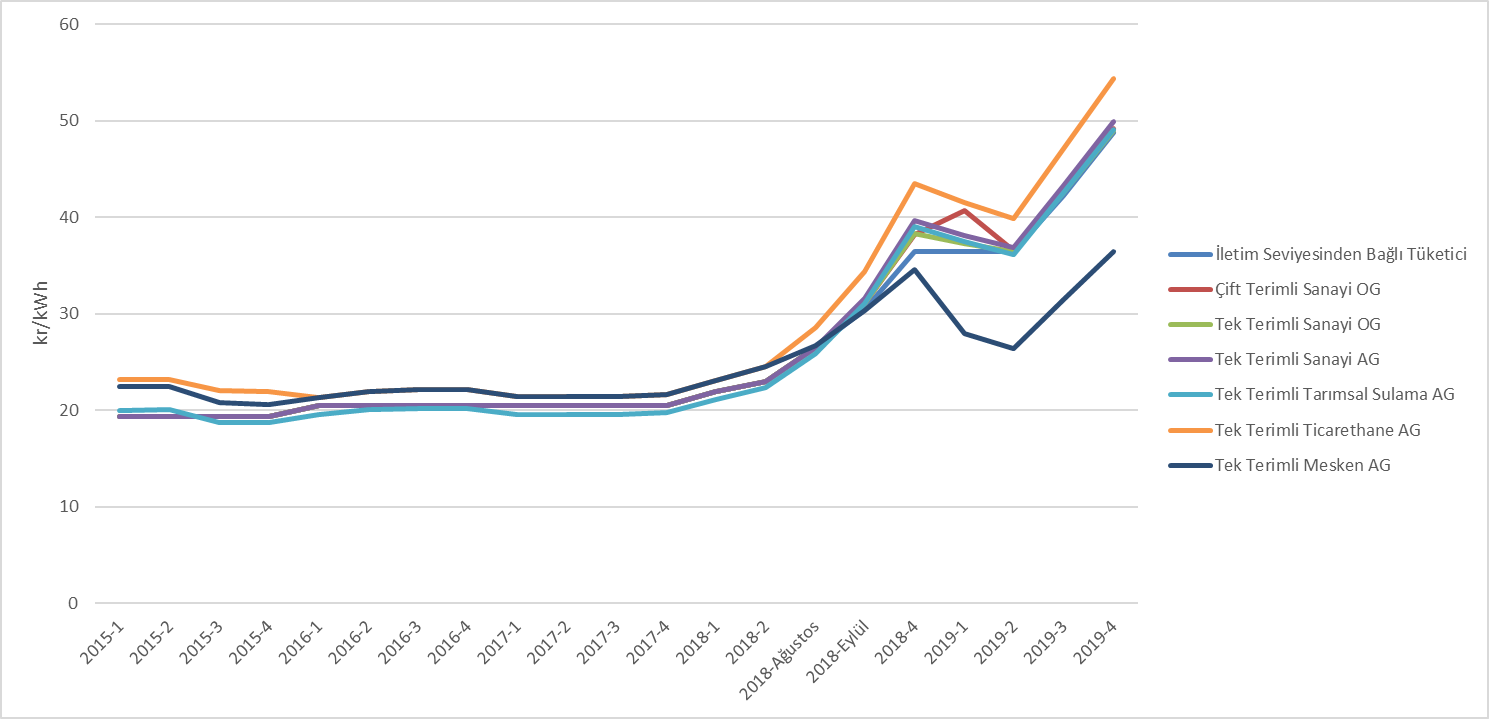 60
50
40
30
20
10
0
kr/kWh
2015-1
2015-2
2015-3
2015-4
2016-1
2016-2
2016-3
2016-4
2017-1
2017-2
2017-3
2017-4
2018-1
2018-2
2018-Ağustos
2018-Eylül
2018-4
2019-1
2019-2
2019-3
2019-4
İletim Seviyesinden Bağlı Tüketici
Çift Terimli Sanayi OG
Tek Terimli Sanayi OG
Tek Terimli Sanayi AG
Tek Terimli Tarımsal Sulama AG
Tek Terimli Ticarethane AG
Tek Terimli Mesken AG